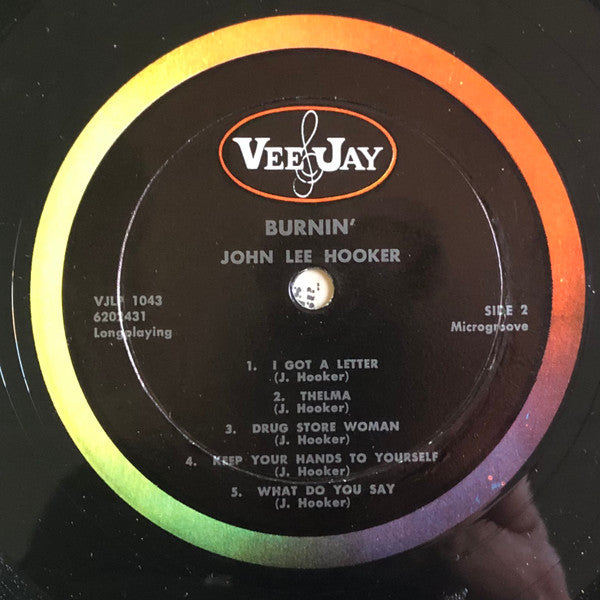 VEE JAY
BURNIN'
JOHN LEE HOOKER
VJLP 1043
6202431
Longplaying
SIDE 2
Microgroove
1. I GOT A LETTER
(J. Hooker)
2. THELMA
(J. Hooker)
3. DRUG STORE WOMAN
(J. Hooker)
4. KEEP YOUR HANDS TO YOURSELF
(J. Hooker)
5. WHAT DO YOU SAY
(J. Hooker)